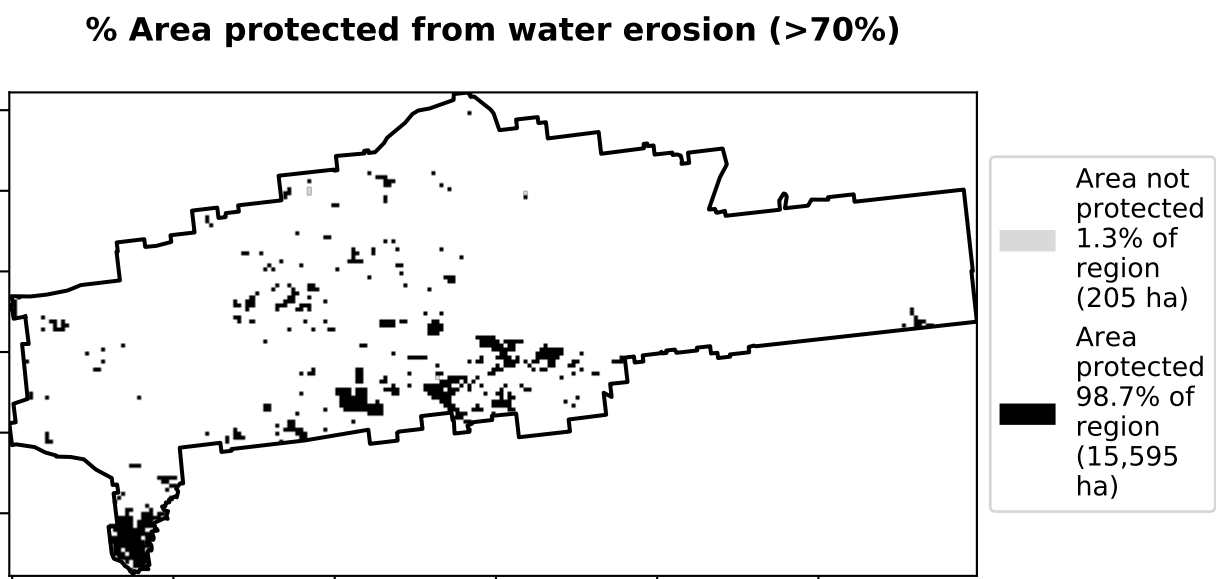 % Area protected from water erosion (>70%)
Area not
protected
1.3% of
region
(205 ha)
Area
protected
98.7% of
region
(15,595
ha)